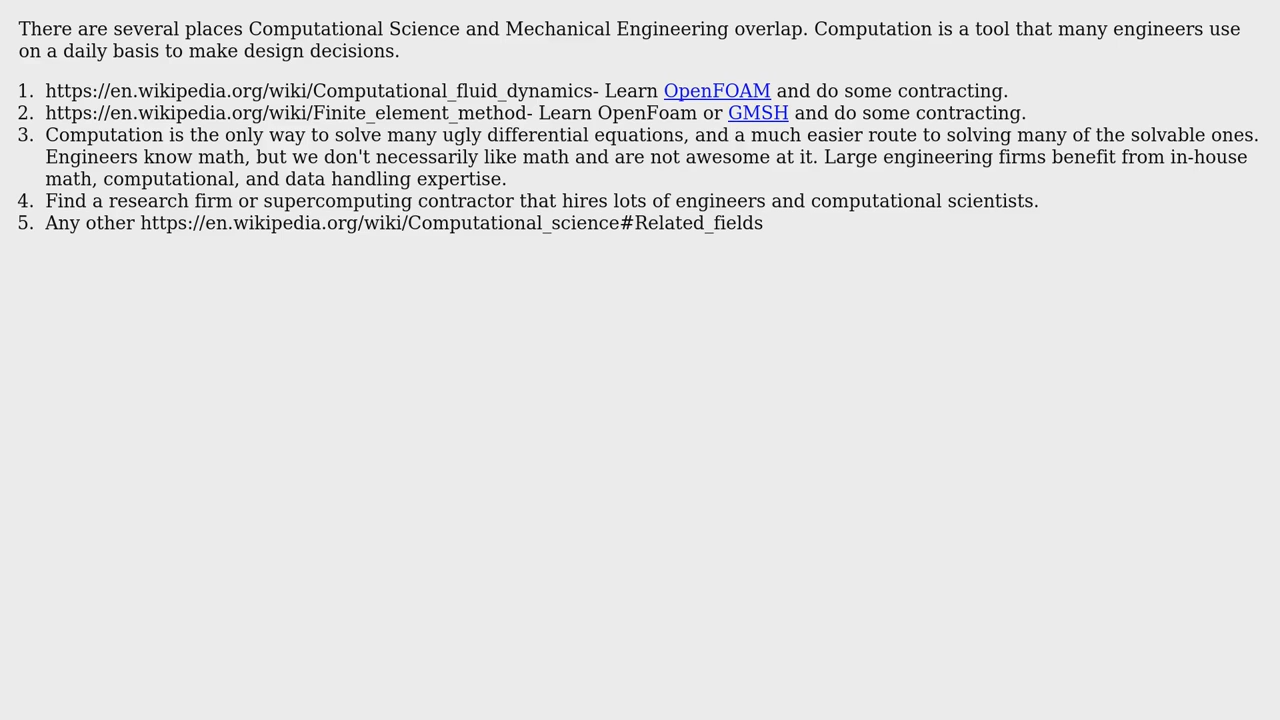 There are several places Computational Science and Mechanical Engineering overlap. Computation is a tool that many engineers use
on a daily basis to make design decisions.
1. https://en.wikipedia.org/wiki/Computational_fluid_dynamics- Learn OpenFOAM and do some contracting.
2. https://en.wikipedia.org/wiki/Finite_element_method- Learn OpenFoam or GMSH and do some contracting.
3. Computation is the only way to solve many ugly differential equations, and a much easier route to solving many of the solvable ones.
Engineers know math, but we don't necessarily like math and are not awesome at it. Large engineering firms benefit from in-house
math, computational, and data handling expertise.
4. Find a research firm or supercomputing contractor that hires lots of engineers and computational scientists.
5. Any other https://en.wikipedia.org/wiki/Computational_science#Related_fields